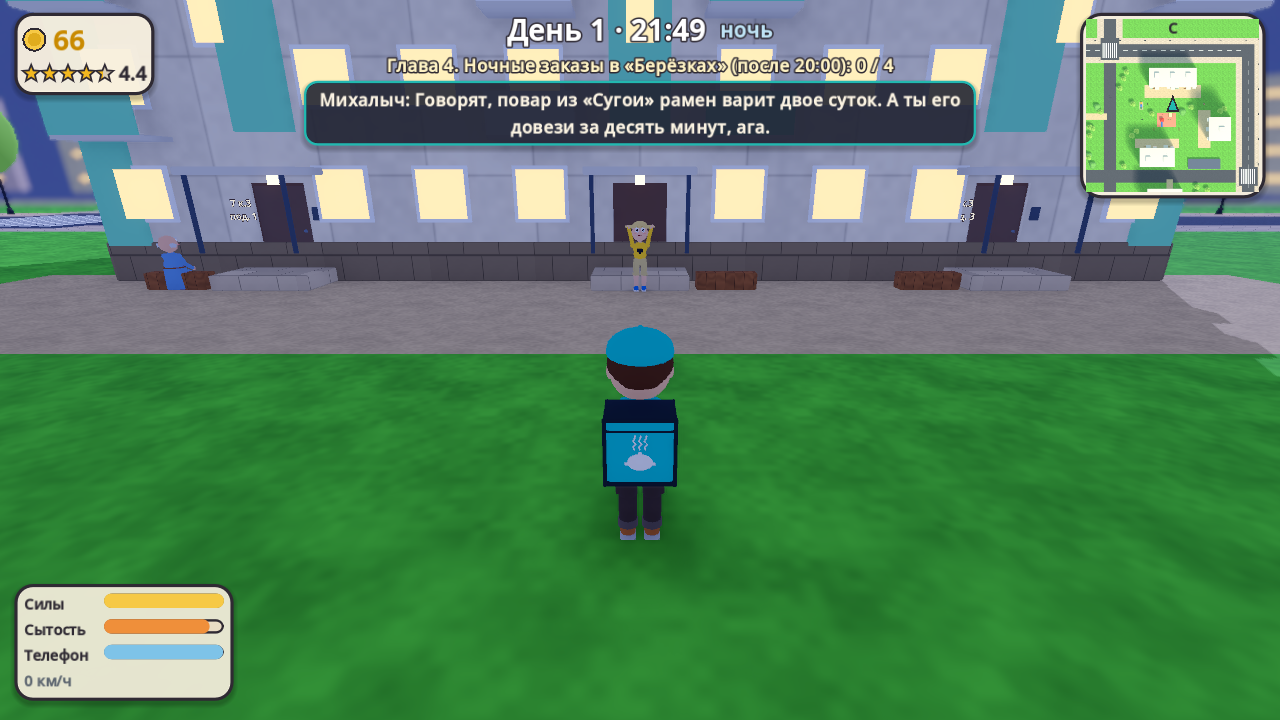 66
День 1 · 21:49 ночь
4.4
Глава 4. Ночные заказы в «Берёзках» (после 20:00): 0 / 4
Михалыч: Говорят, повар из «Сугои» рамен варит двое суток. А ты его
довези за десять минут, ага.
С
Силы
Сытость
Телефон
0 км/ч